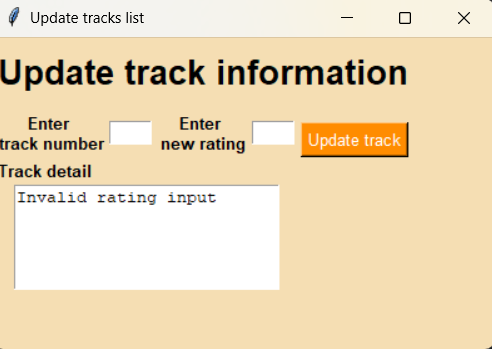 Update tracks list
Update track information
Enter
track number
Enter
new rating
Update track
Track detail
Invalid rating input